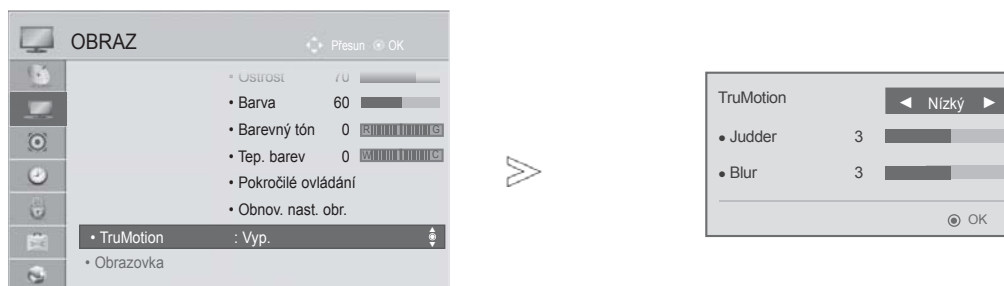 OBRAZ
Přesun OK
• Ostrost 70
• Barva 60
• Barevný tón 0 R G
• Tep. barev 0 W C
• Pokročilé ovládání
• Obnov. nast. obr.
• TruMotion : Vyp.
• Obrazovka
TruMotion ◄ Nízký ►
• Judder 3
• Blur 3
OK